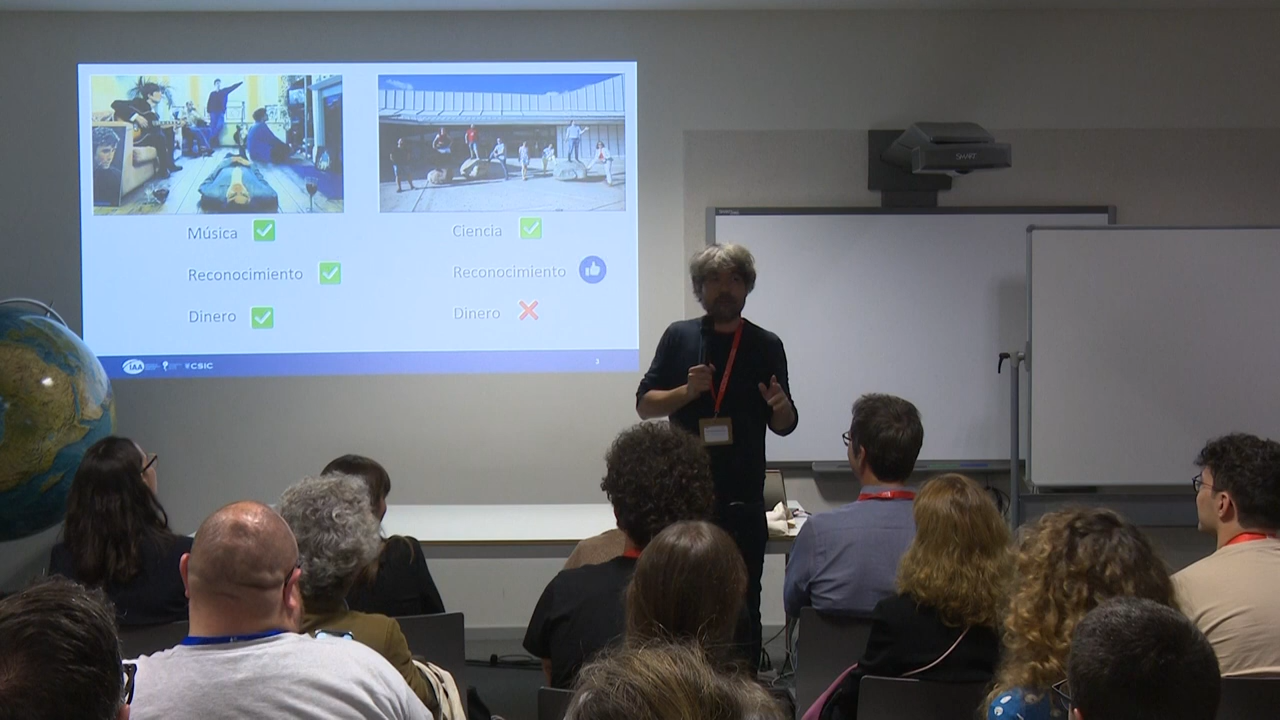 Música
Reconocimiento
Dinero
Ciencia
Reconocimiento
Dinero
IAA
CSIC
SMART